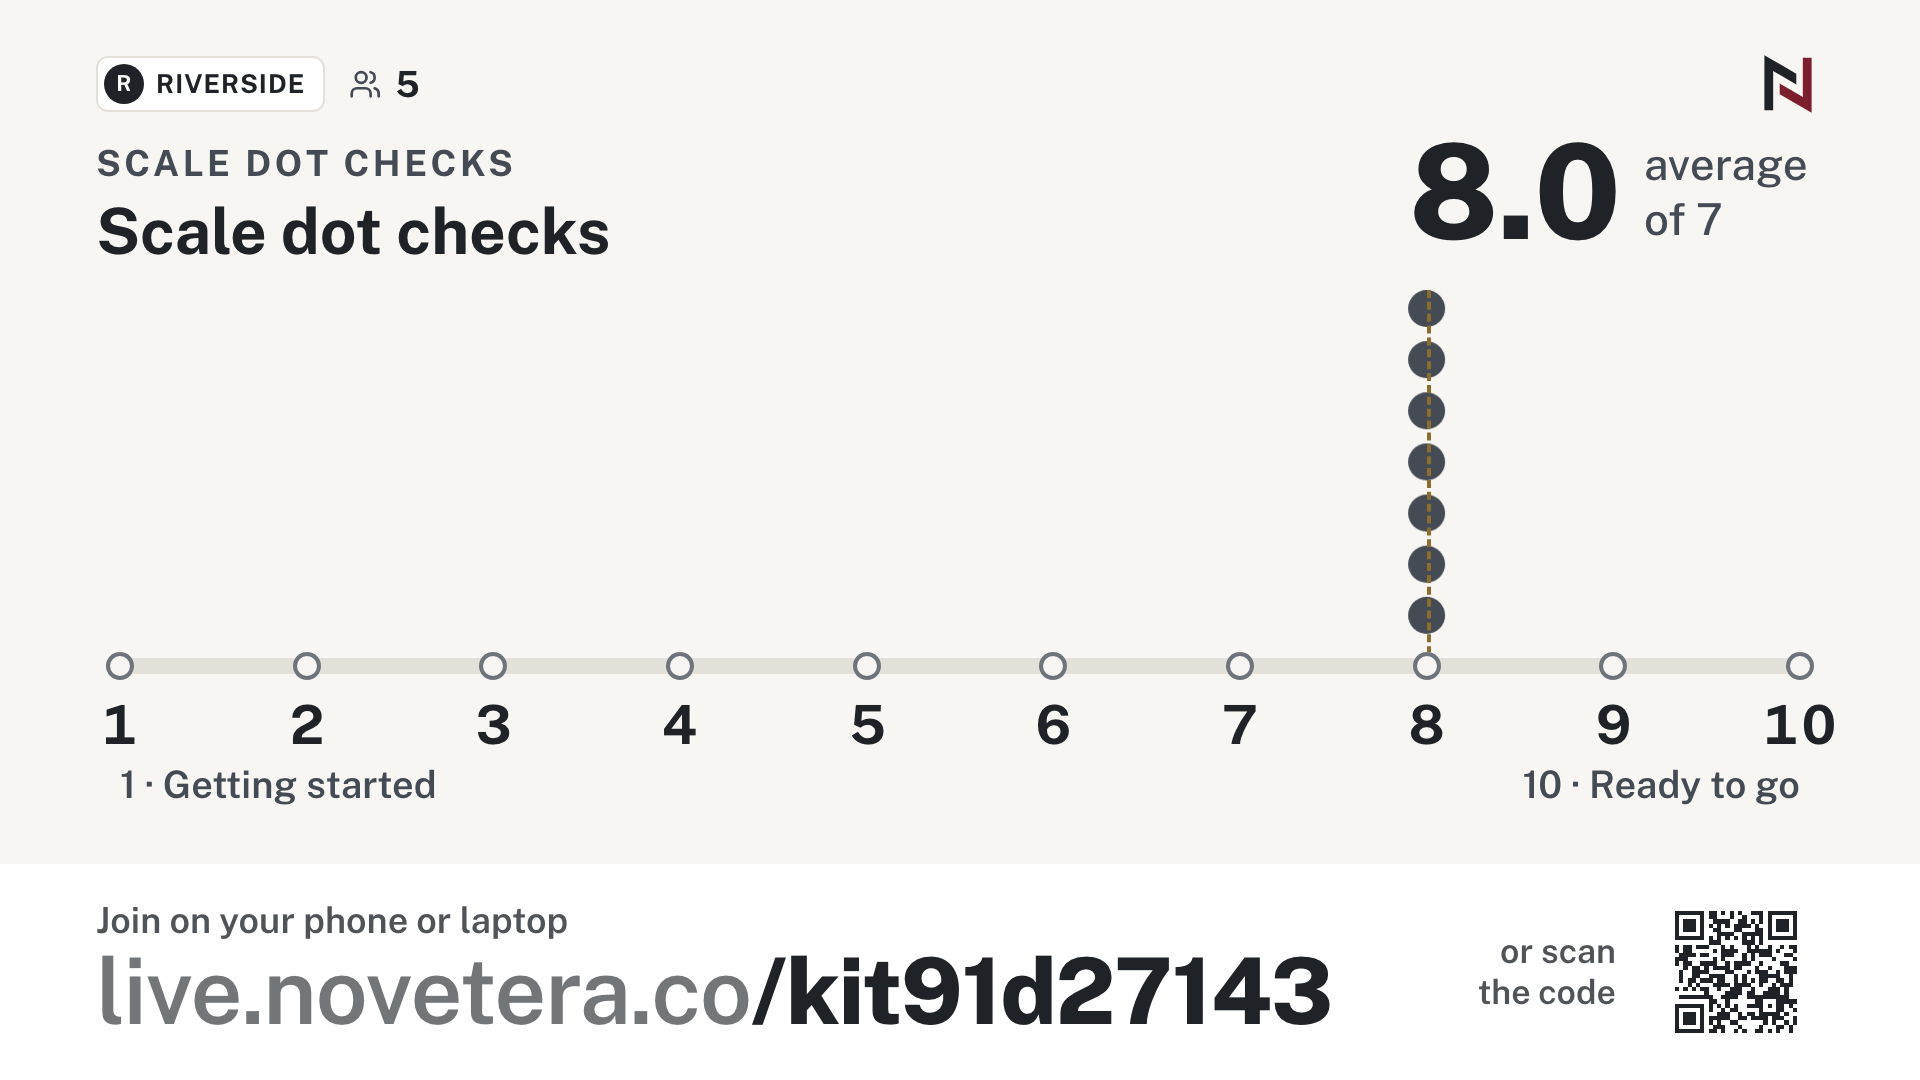 R RIVERSIDE 5
SCALE DOT CHECKS
Scale dot checks
8.0 average
of 7
1 2 3 4 5 6 7 8 9 10
1 · Getting started 10 · Ready to go
Join on your phone or laptop
live.novetera.co/kit91d27143
or scan
the code